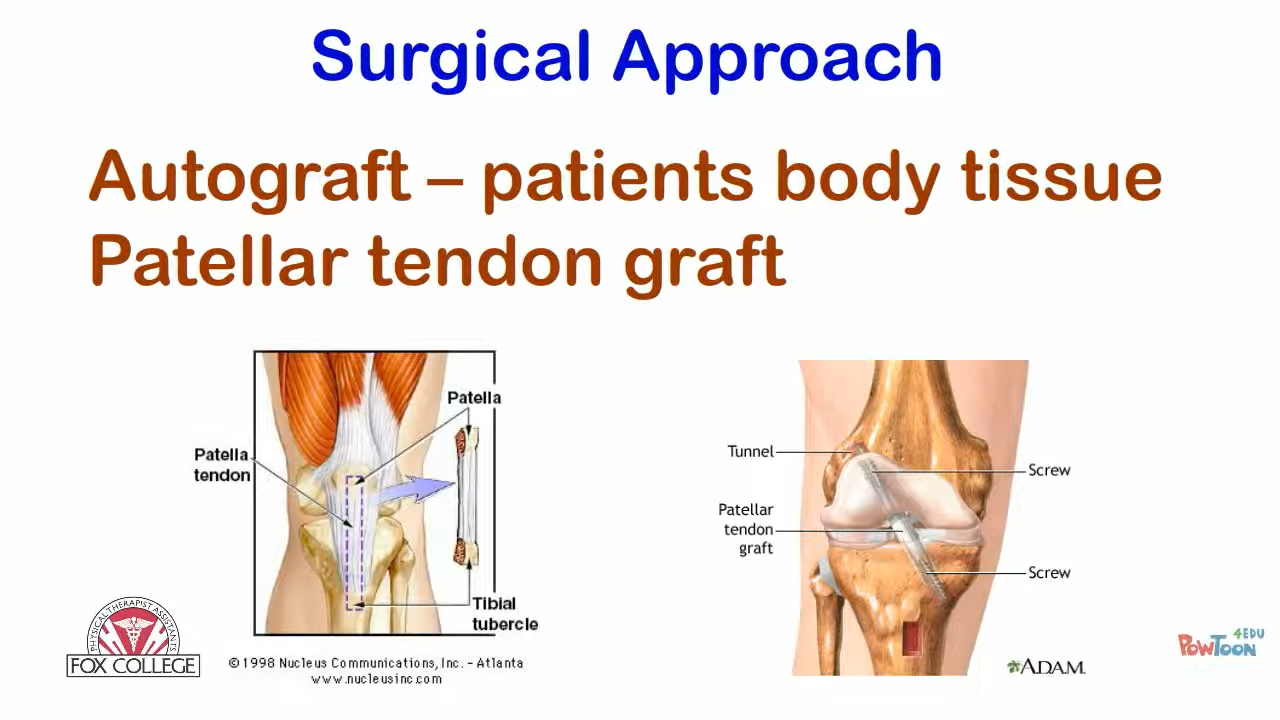 Surgical Approach
Autograft – patients body tissue
Patellar tendon graft
Patella
Patella
tendon
Tibial
tubercle
© 1998 Nucleus Communications, Inc. - Atlanta
www.nucleusinc.com
Tunnel
Screw
Patellar
tendon
graft
Screw
ADAM.
PHYSICAL THERAPIST ASSISTANTS
FOX COLLEGE
POWTOON
4EDU